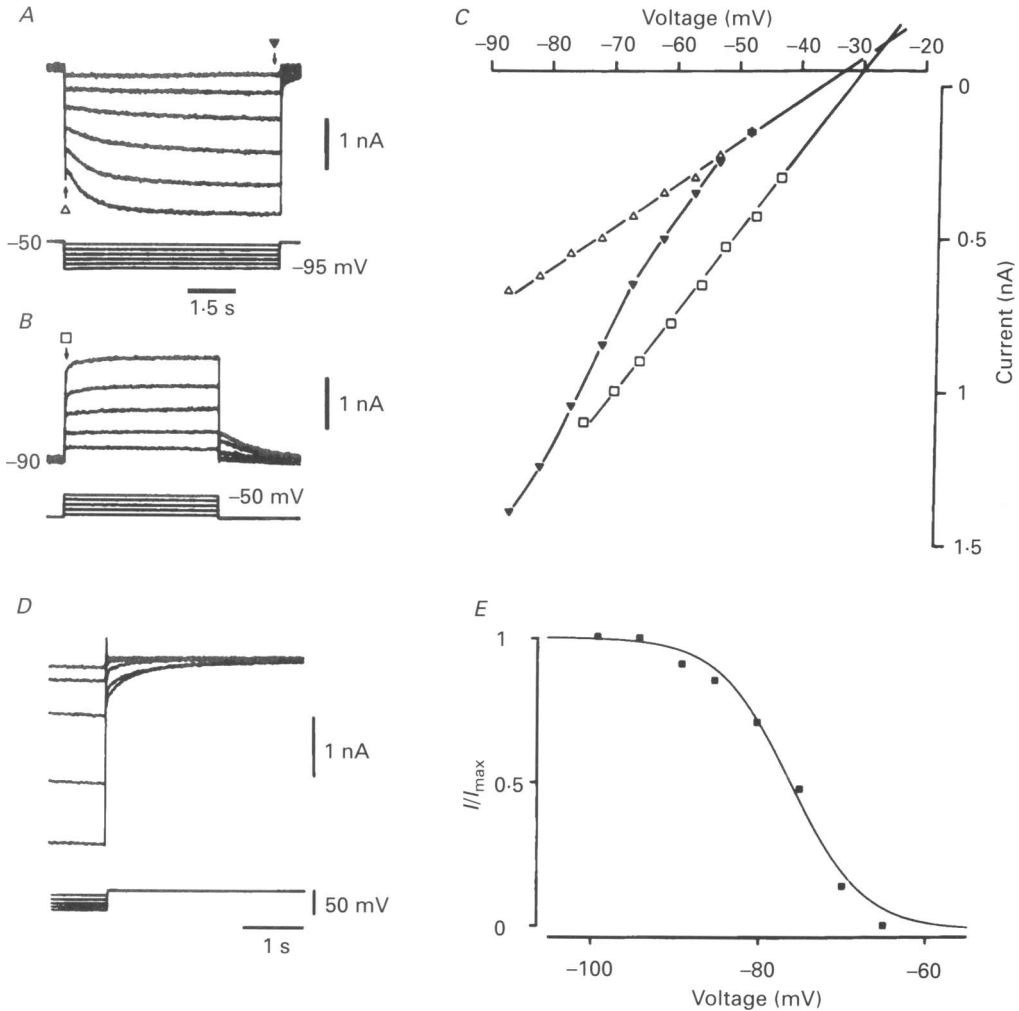 A
1 nA
−50
−95 mV
1·5 s
B
1 nA
−90
−50 mV
C
Voltage (mV)
−90 −80 −70 −60 −50 −40 −30 −20
0
0.5
1
1·5
Current (nA)
D
1 nA
50 mV
1 s
E
1
0.5
0
I/Imax
−100 −80 −60
Voltage (mV)